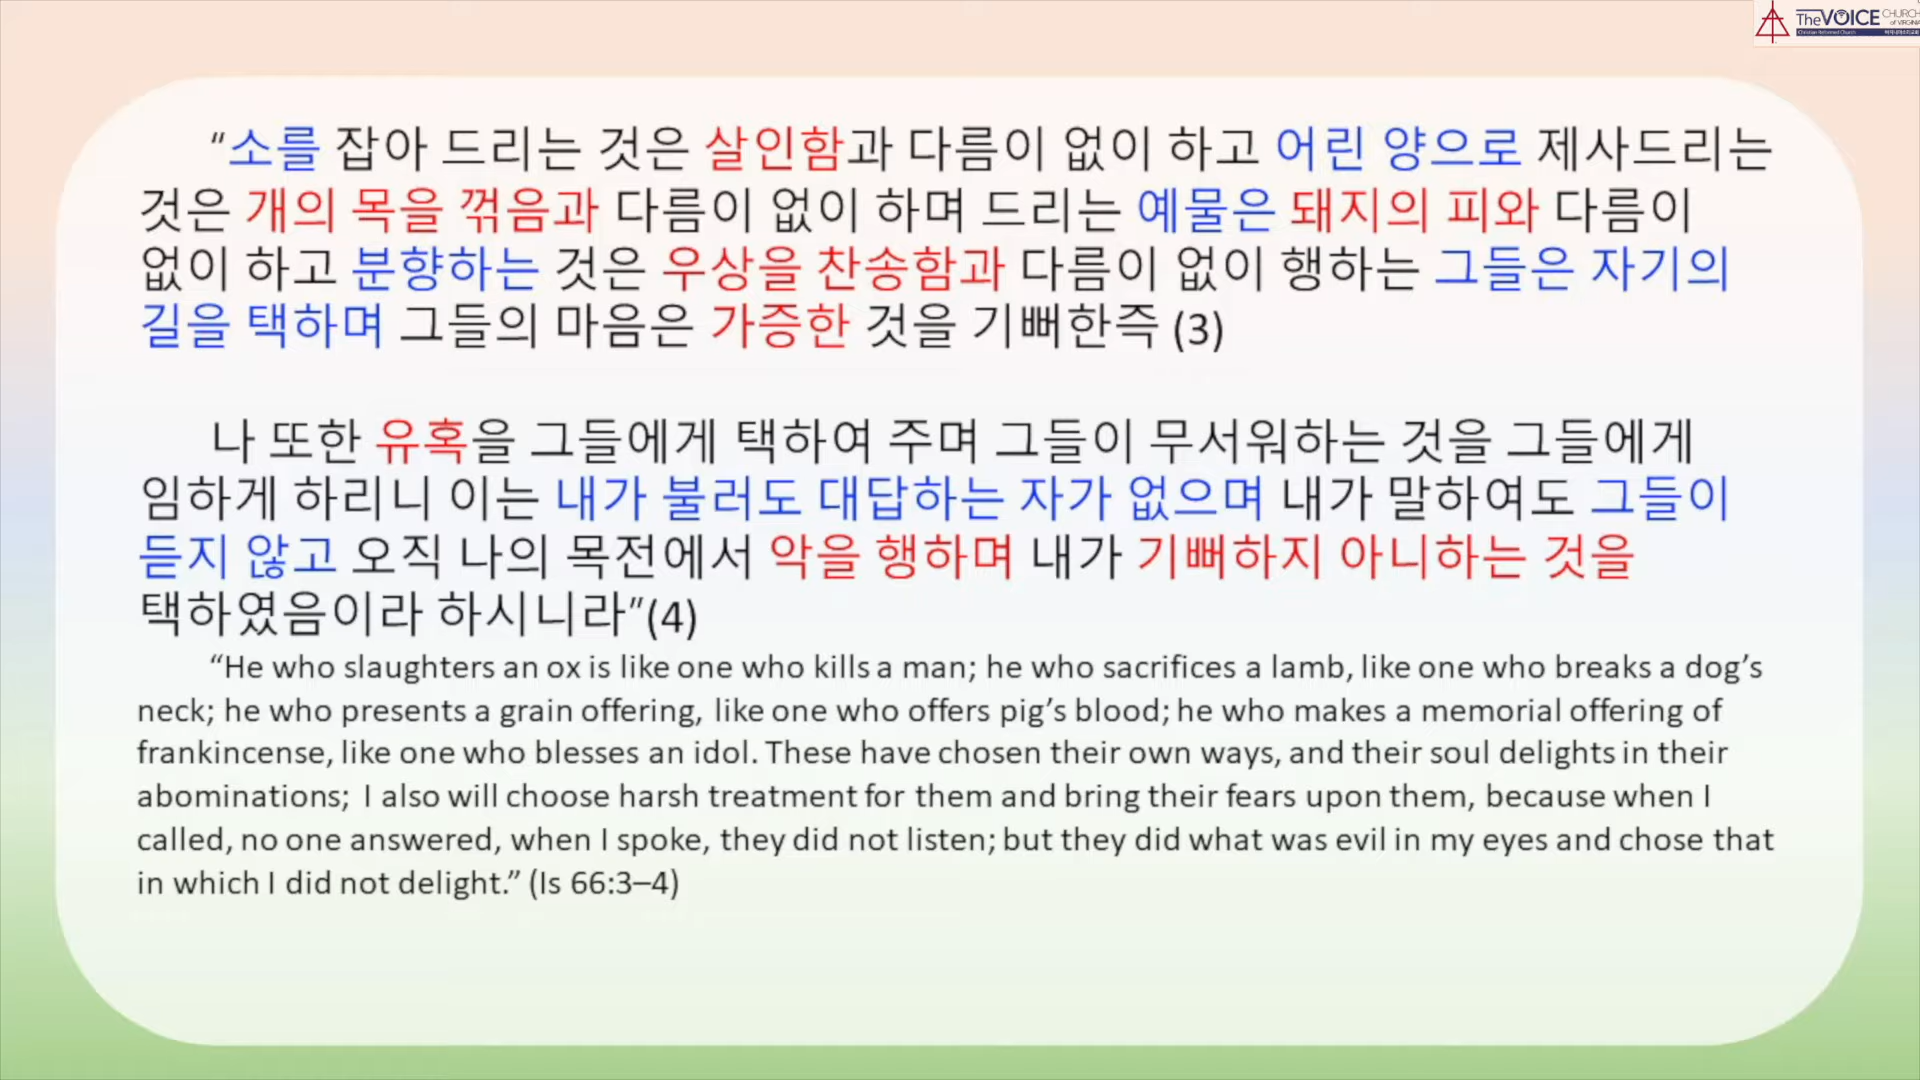 TheVOICE CHURCH
of VIRGINIA
Christian Reformed Church
“소를 잡아 드리는 것은 살인함과 다름이 없이 하고 어린 양으로 제사드리는
것은 개의 목을 꺾음과 다름이 없이 하며 드리는 예물은 돼지의 피와 다름이
없이 하고 분향하는 것은 우상을 찬송함과 다름이 없이 행하는 그들은 자기의
길을 택하며 그들의 마음은 가증한 것을 기뻐한즉 (3)
나 또한 유혹을 그들에게 택하여 주며 그들이 무서워하는 것을 그들에게
임하게 하리니 이는 내가 불러도 대답하는 자가 없으며 내가 말하여도 그들이
듣지 않고 오직 나의 목전에서 악을 행하며 내가 기뻐하지 아니하는 것을
택하였음이라 하시니라”(4)
“He who slaughters an ox is like one who kills a man; he who sacrifices a lamb, like one who breaks a dog’s
neck; he who presents a grain offering, like one who offers pig’s blood; he who makes a memorial offering of
frankincense, like one who blesses an idol. These have chosen their own ways, and their soul delights in their
abominations; I also will choose harsh treatment for them and bring their fears upon them, because when I
called, no one answered, when I spoke, they did not listen; but they did what was evil in my eyes and chose that
in which I did not delight.” (Is 66:3–4)